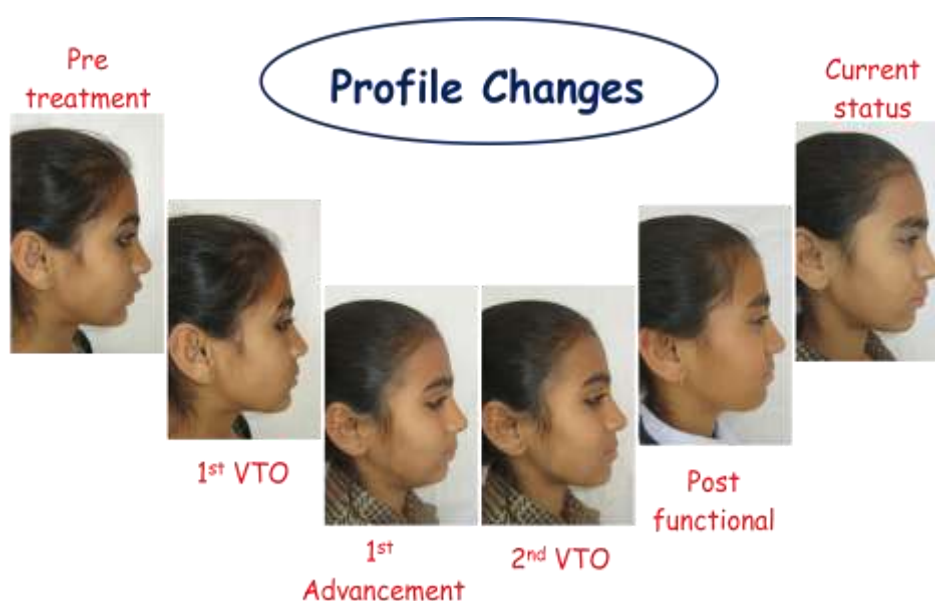 Pre
treatment
Profile Changes
Current
status
1st VTO
1st
Advancement
2nd VTO
Post
functional